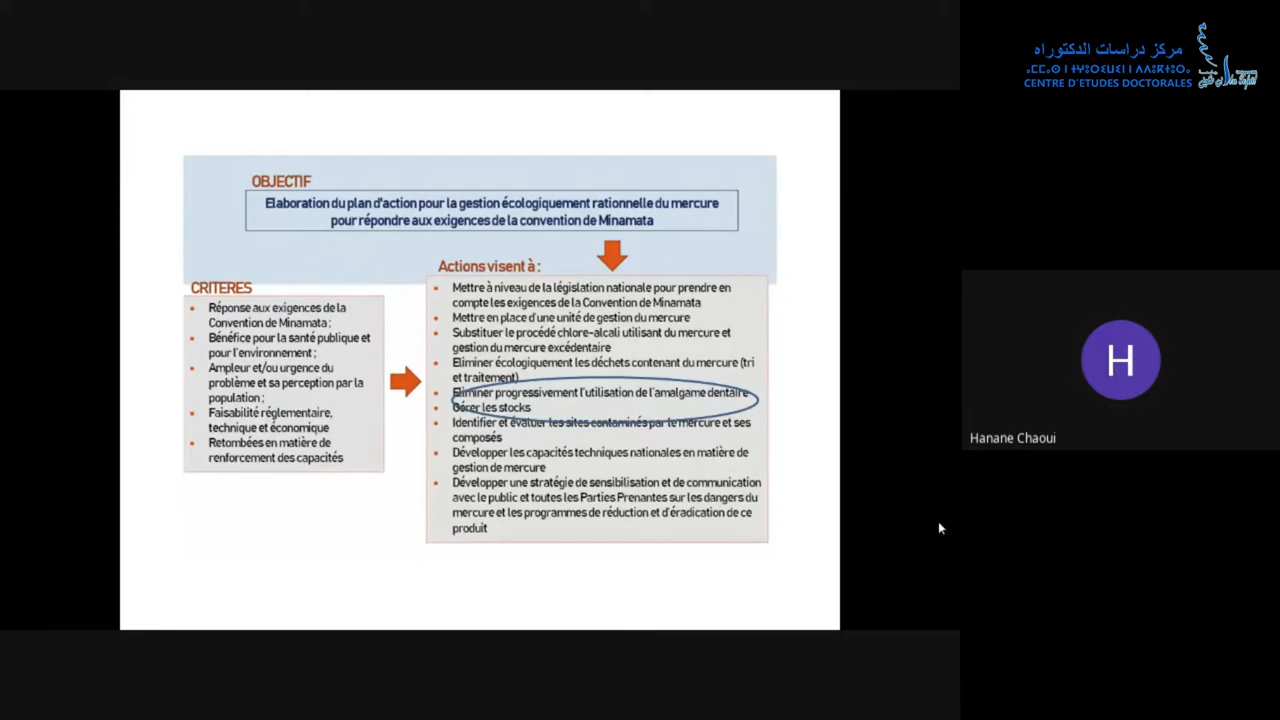 OBJECTIF
Elaboration du plan d'action pour la gestion écologiquement rationnelle du mercure
pour répondre aux exigences de la convention de Minamata
Actions visent à :
CRITERES
Réponse aux exigences de la
Convention de Minamata ;
Bénéfice pour la santé publique et
pour l'environnement ;
Ampleur et/ou urgence du
problème et sa perception par la
population ;
Faisabilité réglementaire,
technique et économique
Retombées en matière de
renforcement des capacités
Mettre à niveau de la législation nationale pour prendre en
compte les exigences de la Convention de Minamata
Mettre en place d'une unité de gestion du mercure
Substituer le procédé chlore-alcali utilisant du mercure et
gestion du mercure excédentaire
Eliminer écologiquement les déchets contenant du mercure (tri
et traitement)
Eliminer progressivement l'utilisation de l'amalgame dentaire
Gérer les stocks
Identifier et évaluer les sites contaminés par le mercure et ses
composés
Développer les capacités techniques nationales en matière de
gestion de mercure
Développer une stratégie de sensibilisation et de communication
avec le public et toutes les Parties Prenantes sur les dangers du
mercure et les programmes de réduction et d'éradication de ce
produit
مركز دراسات الدكتوراه
CENTRE D'ETUDES DOCTORALES
H
Hanane Chaoui